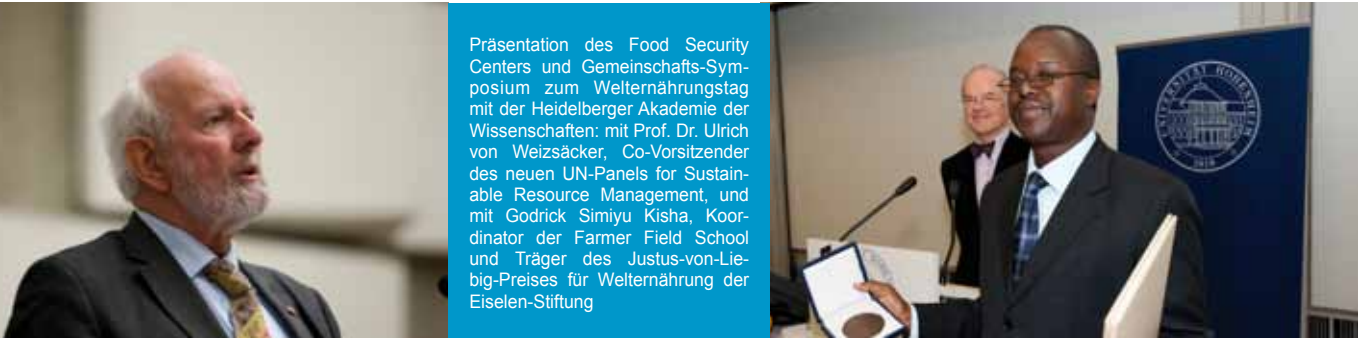 Präsentation des Food Security
Centers und Gemeinschafts-Sym-
posium zum Welternährungstag
mit der Heidelberger Akademie der
Wissenschaften: mit Prof. Dr. Ulrich
von Weizsäcker, Co-Vorsitzender
des neuen UN-Panels for Sustain-
able Resource Management, und
mit Godrick Simiyu Kisha, Koor-
dinator der Farmer Field School
und Träger des Justus-von-Lie-
big-Preises für Welternährung der
Eiselen-Stiftung
UNIVERSITÄT HOHENHEIM
1818